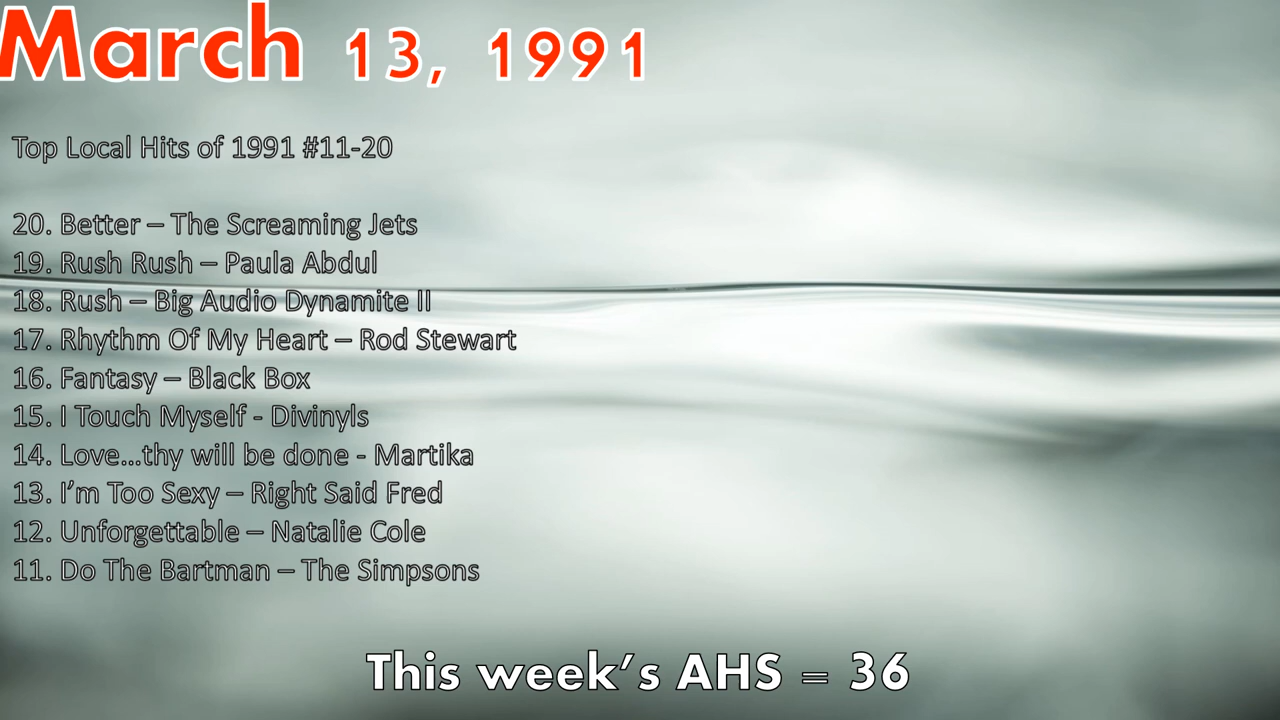 March 13, 1991
Top Local Hits of 1991 #11-20
20. Better – The Screaming Jets
19. Rush Rush – Paula Abdul
18. Rush – Big Audio Dynamite II
17. Rhythm Of My Heart – Rod Stewart
16. Fantasy – Black Box
15. I Touch Myself - Divinyls
14. Love...thy will be done - Martika
13. I’m Too Sexy – Right Said Fred
12. Unforgettable – Natalie Cole
11. Do The Bartman – The Simpsons
This week’s AHS = 36